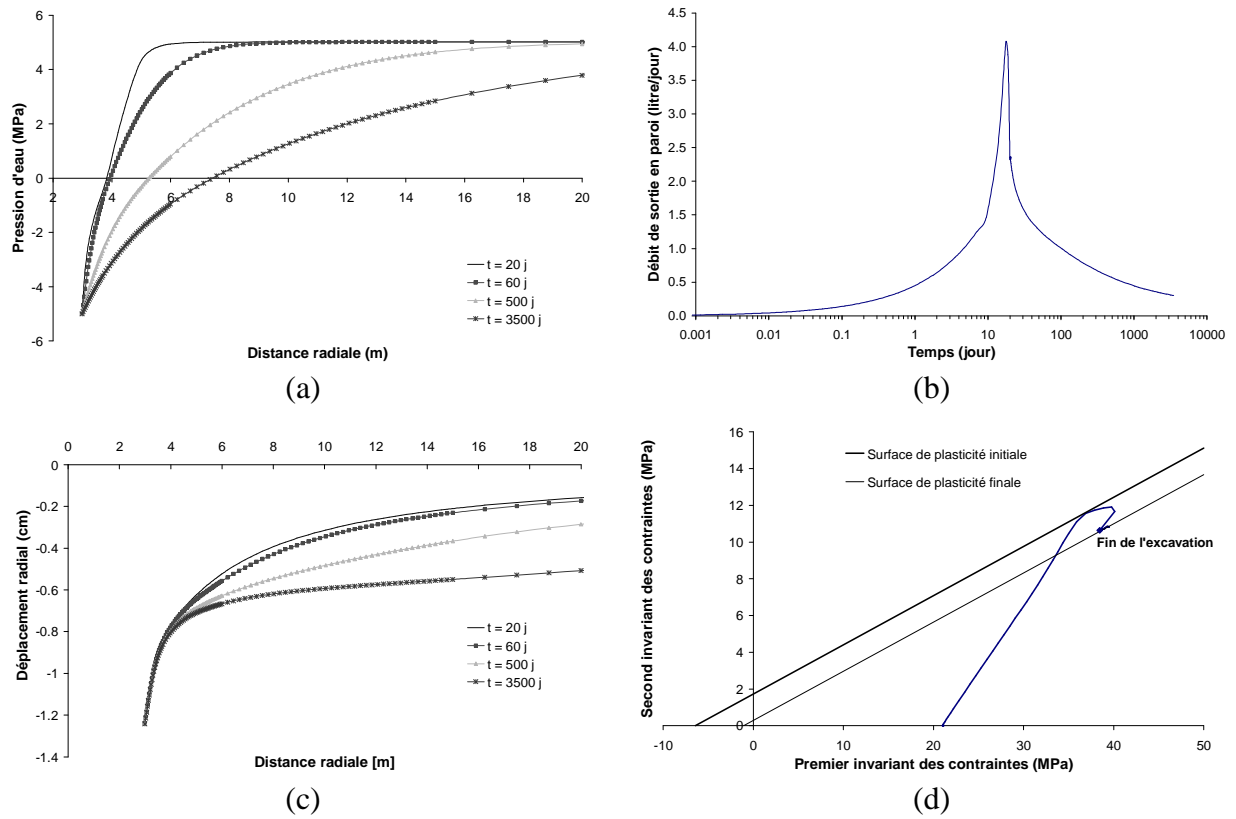 6
4
2
0
-2
-4
-6
2 4 6 8 10 12 14 16 18 20
Pression d'eau (MPa)
Distance radiale (m)
t = 20 j
t = 60 j
t = 500 j
t = 3500 j
(a)
4.5
4.0
3.5
3.0
2.5
2.0
1.5
1.0
0.5
0.0
0.001 0.01 0.1 1 10 100 1000 10000
Débit de sortie en paroi (litre/jour)
Temps (jour)
(b)
0 2 4 6 8 10 12 14 16 18 20
0
-0.2
-0.4
-0.6
-0.8
-1
-1.2
-1.4
Déplacement radial (cm)
t = 20 j
t = 60 j
t = 500 j
t = 3500 j
Distance radiale [m]
(c)
16
14
12
10
8
6
4
2
0
-10 0 10 20 30 40 50
Second invariant des contraintes (MPa)
Surface de plasticité initiale
Surface de plasticité finale
Fin de l'excavation
Premier invariant des contraintes (MPa)
(d)